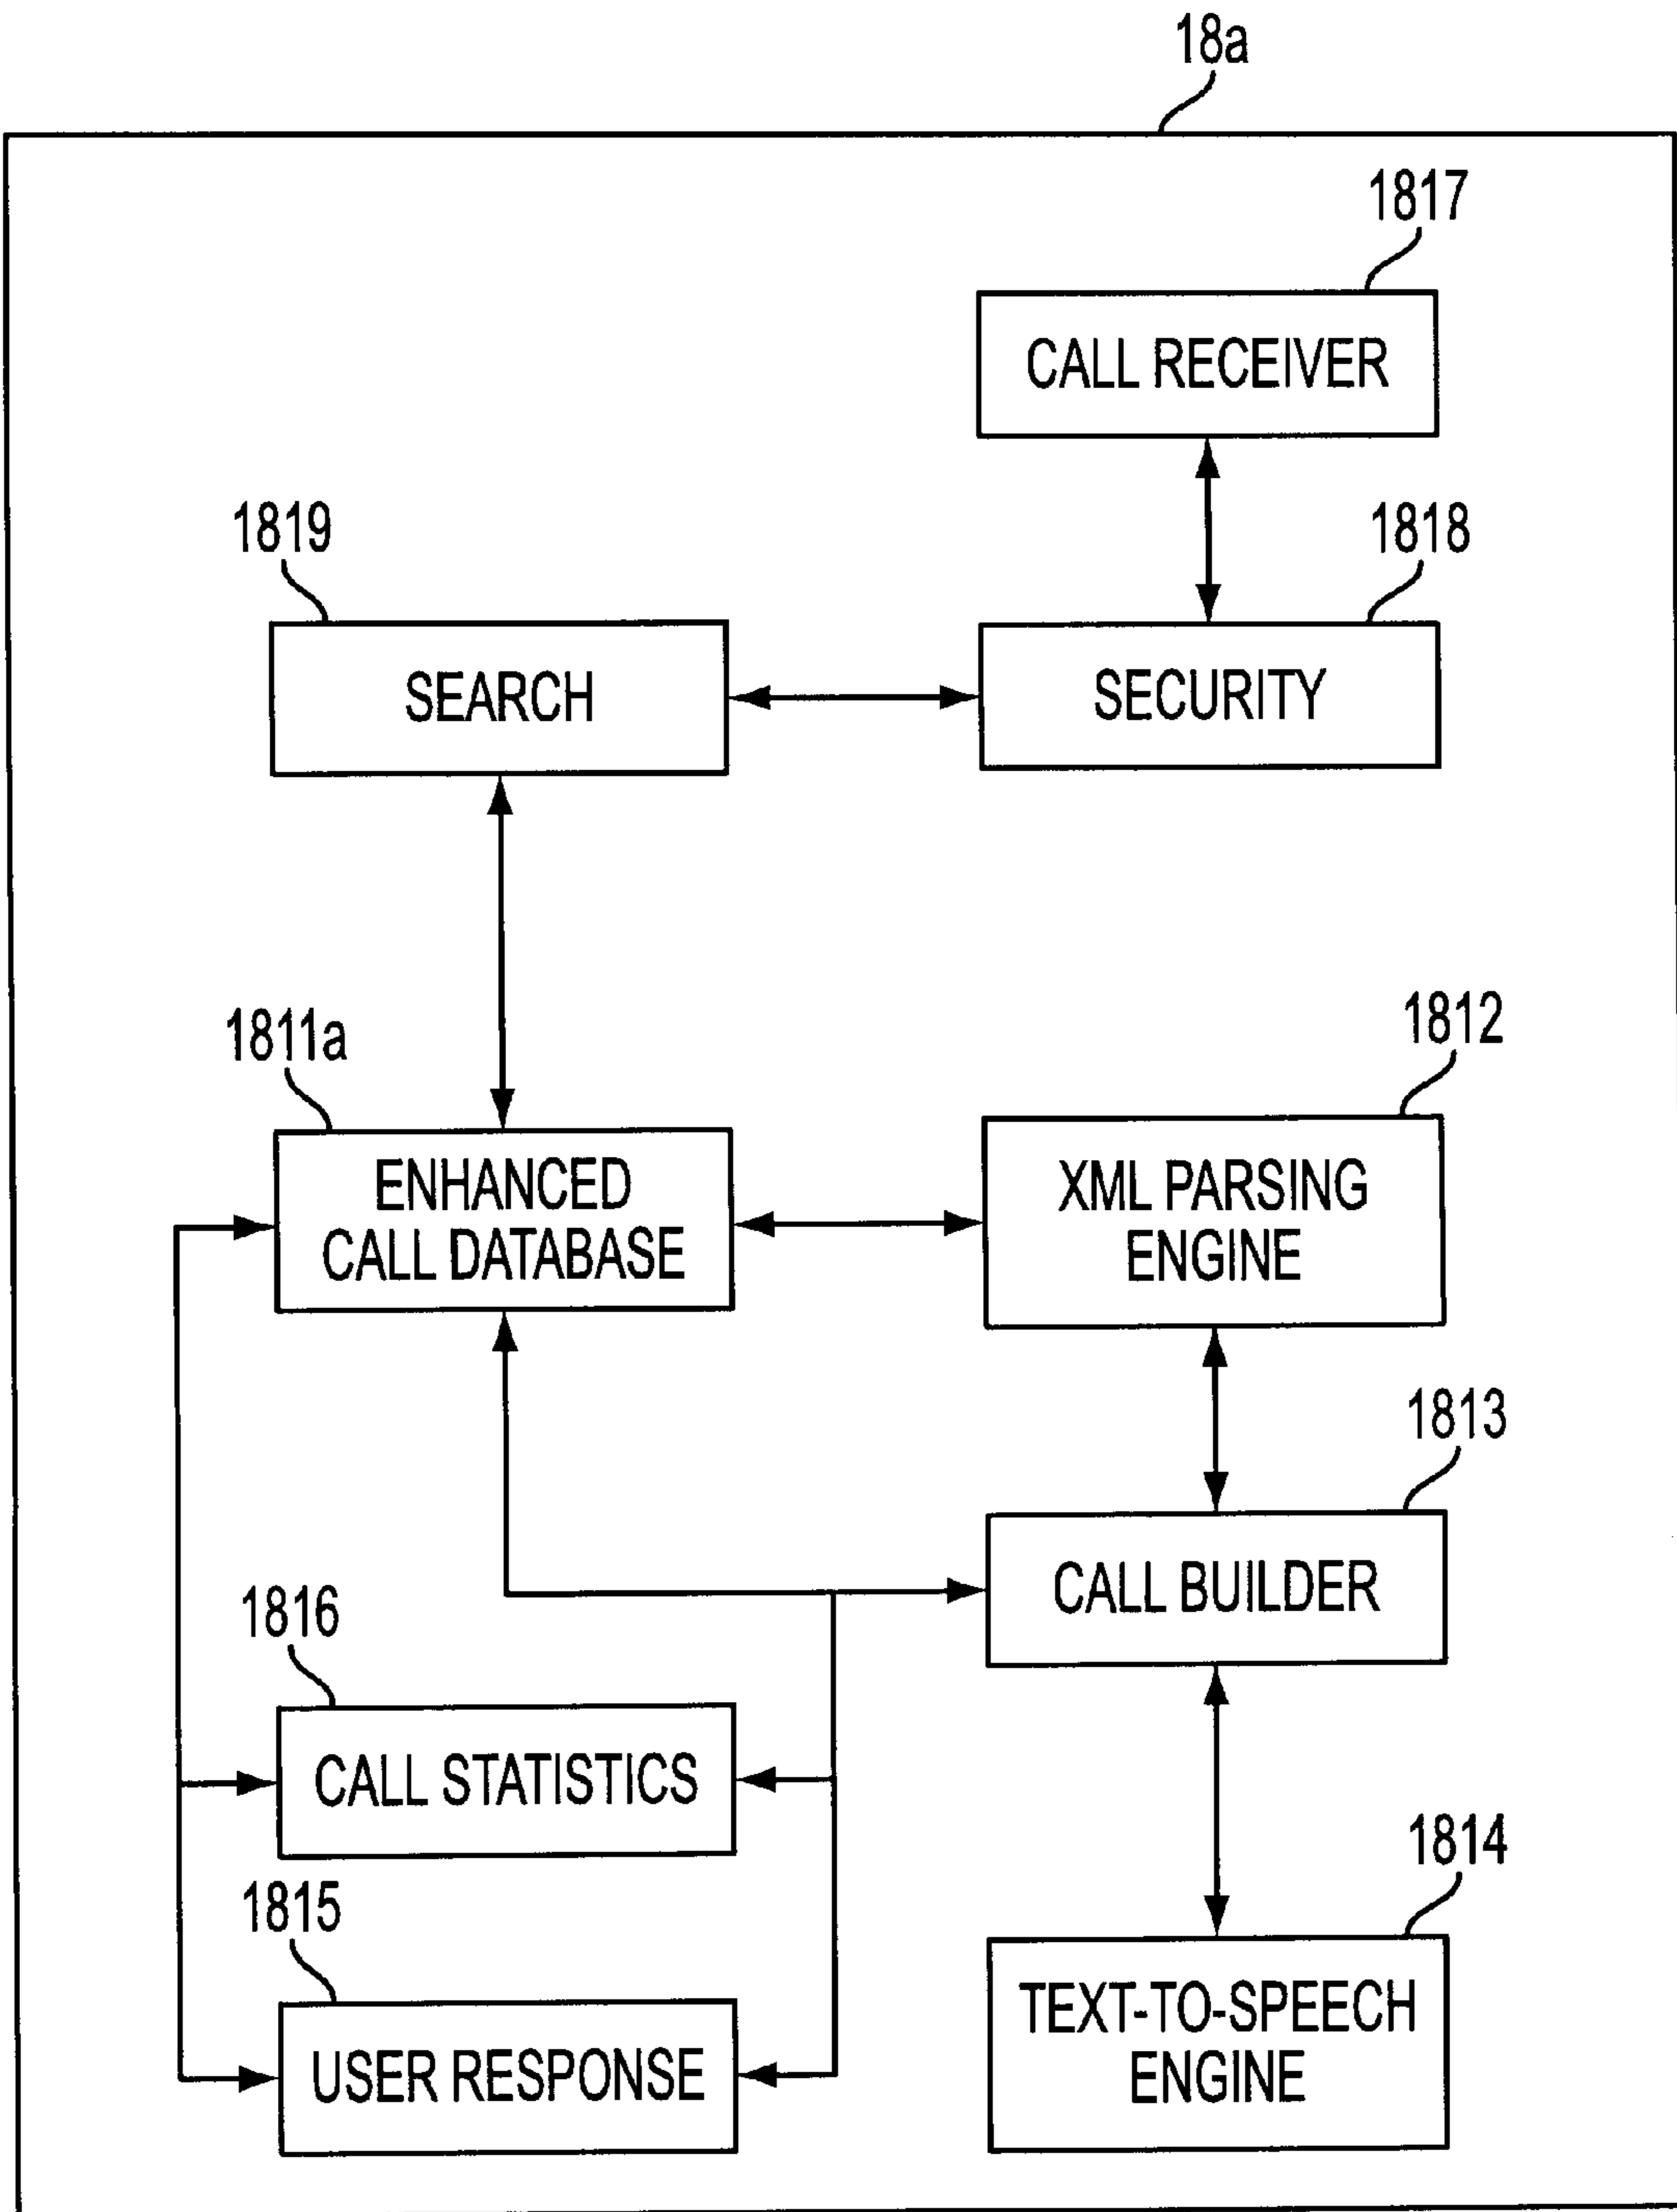 18a
1817
CALL RECEIVER
1819
SEARCH
1818
SECURITY
1811a
ENHANCED
CALL DATABASE
1812
XML PARSING
ENGINE
1813
CALL BUILDER
1816
CALL STATISTICS
1815
USER RESPONSE
1814
TEXT-TO-SPEECH
ENGINE